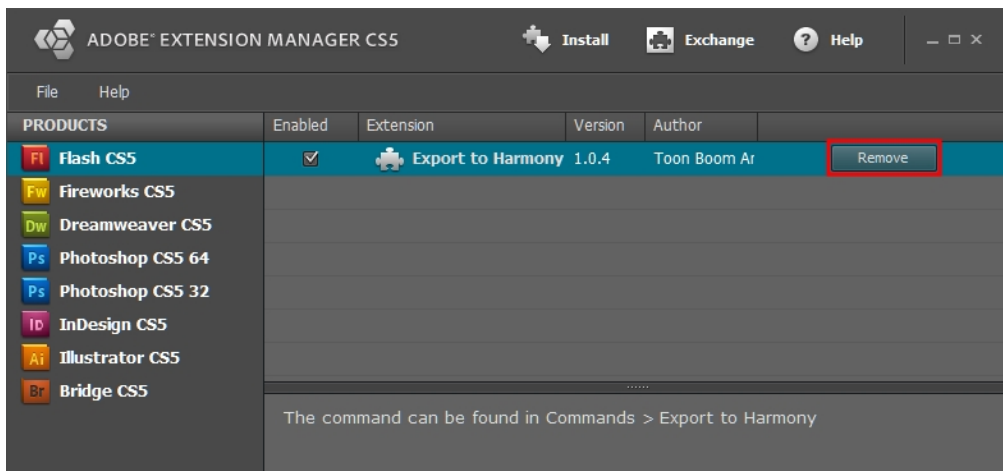 ADOBE® EXTENSION MANAGER CS5 Install Exchange ? Help
File Help
PRODUCTS Enabled Extension Version Author
Fl Flash CS5 Export to Harmony 1.0.4 Toon Boom Ar Remove
Fw Fireworks CS5
Dw Dreamweaver CS5
Ps Photoshop CS5 64
Ps Photoshop CS5 32
ID InDesign CS5
Ai Illustrator CS5
Br Bridge CS5
The command can be found in Commands > Export to Harmony